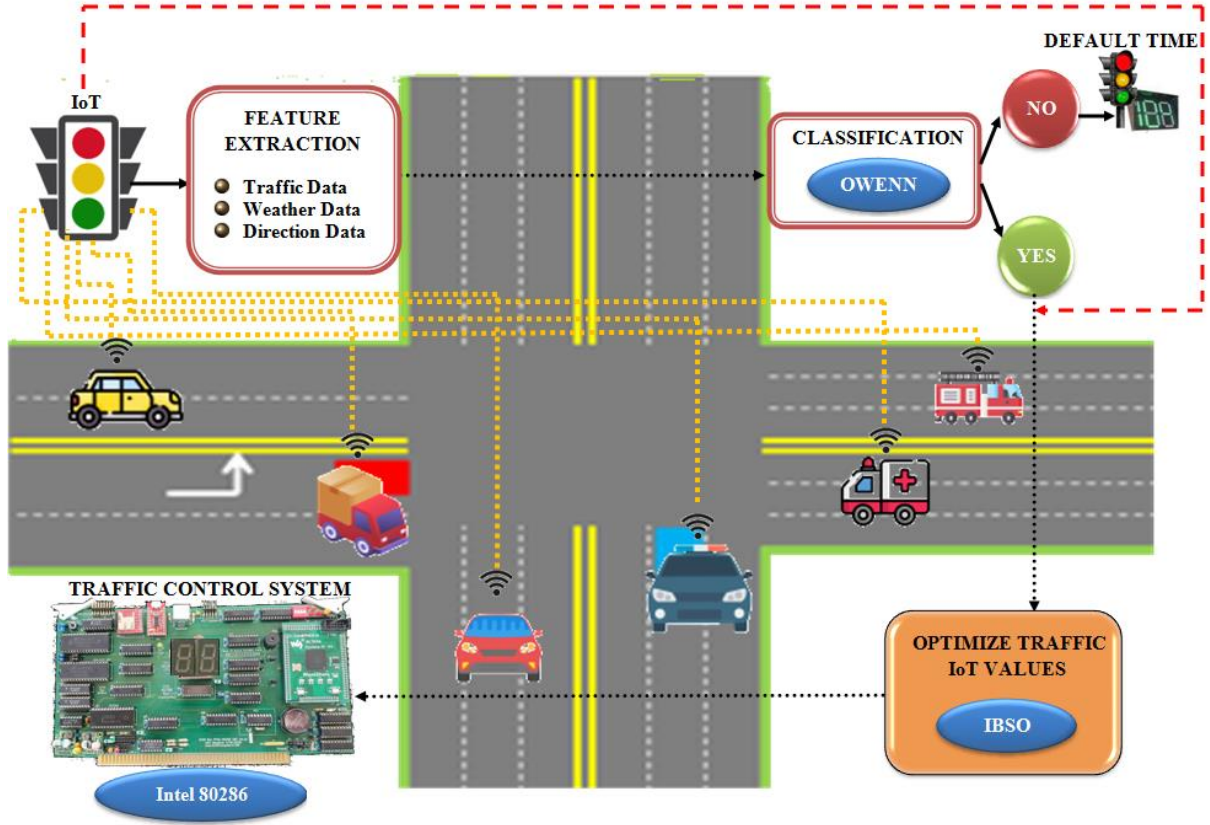 IoT
FEATURE
EXTRACTION
Traffic Data
Weather Data
Direction Data
CLASSIFICATION
OWENN
NO
YES
DEFAULT TIME
TRAFFIC CONTROL SYSTEM
Intel 80286
OPTIMIZE TRAFFIC
IoT VALUES
IBSO